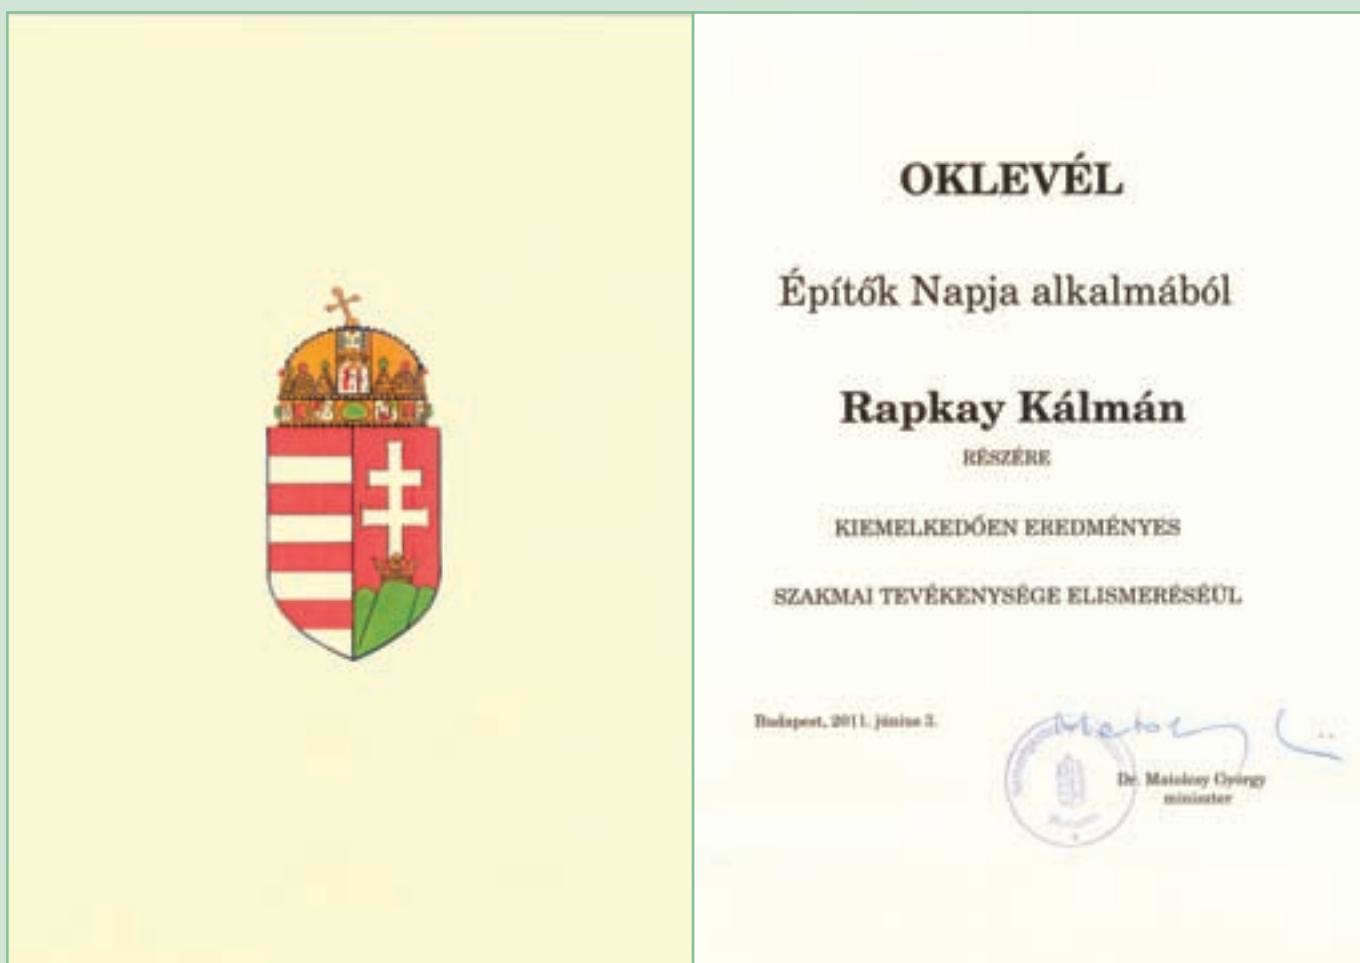 OKLEVÉL
Építők Napja alkalmából
Rapkay Kálmán
RÉSZÉRE
KIEMELKEDŐEN EREDMÉNYES
SZAKMAI TEVÉKENYSÉGE ELISMERÉSÉÜL
Budapest, 2011. június 3.
Dr. Matolcsy György
miniszter